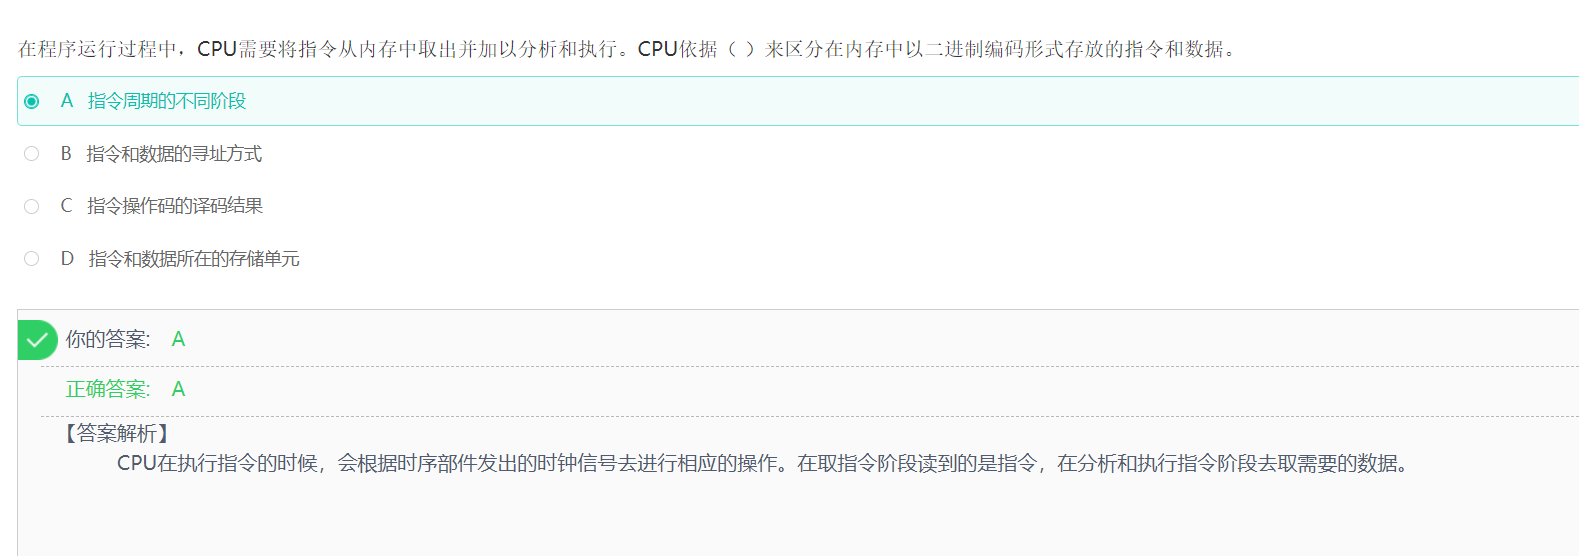 在程序运行过程中，CPU需要将指令从内存中取出并加以分析和执行。CPU依据（ ）来区分在内存中以二进制编码形式存放的指令和数据。
A 指令周期的不同阶段
B 指令和数据的寻址方式
C 指令操作码的译码结果
D 指令和数据所在的存储单元
你的答案: A
正确答案: A
【答案解析】
CPU在执行指令的时候，会根据时序部件发出的时钟信号去进行相应的操作。在取指令阶段读到的是指令，在分析和执行指令阶段去取需要的数据。